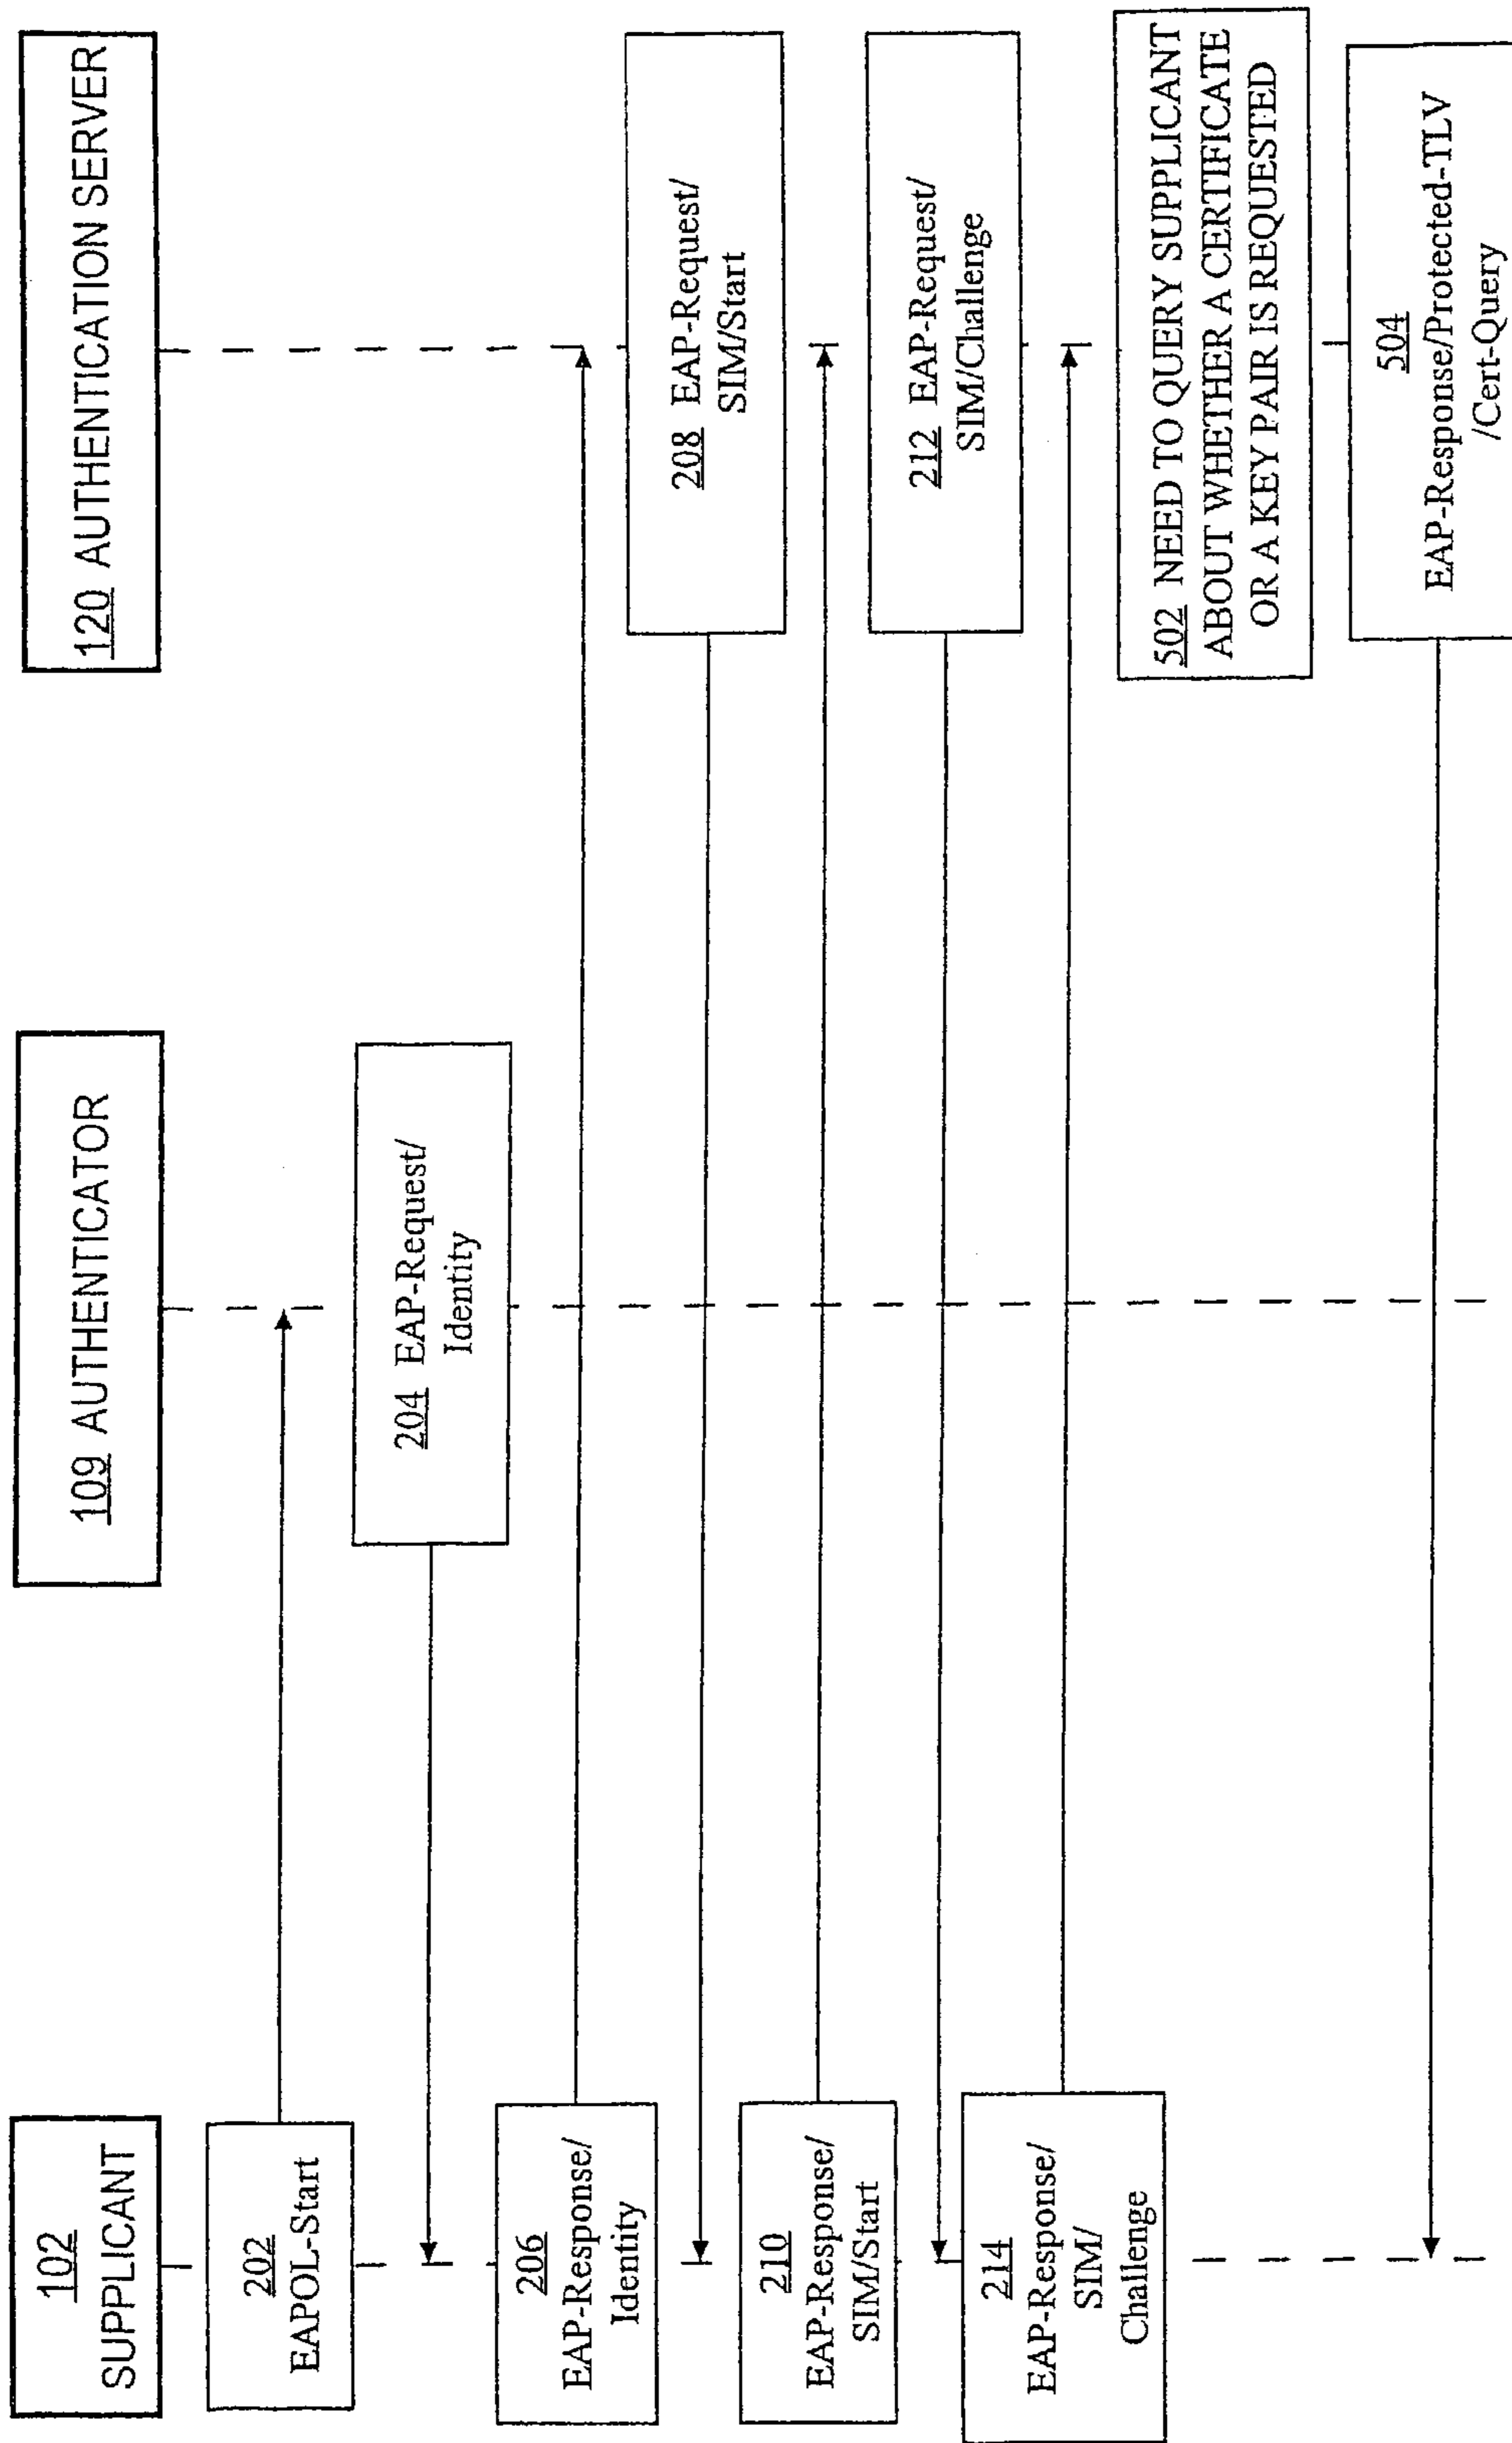 102
SUPPLICANT
109 AUTHENTICATOR
120 AUTHENTICATION SERVER
202
EAPOL-Start
204 EAP-Request/
Identity
206
EAP-Response/
Identity
208 EAP-Request/
SIM/Start
210
EAP-Response/
SIM/Start
212 EAP-Request/
SIM/Challenge
214
EAP-Response/
SIM/
Challenge
502 NEED TO QUERY SUPPLICANT
ABOUT WHETHER A CERTIFICATE
OR A KEY PAIR IS REQUESTED
504
EAP-Response/Protected-TLV
/Cert-Query